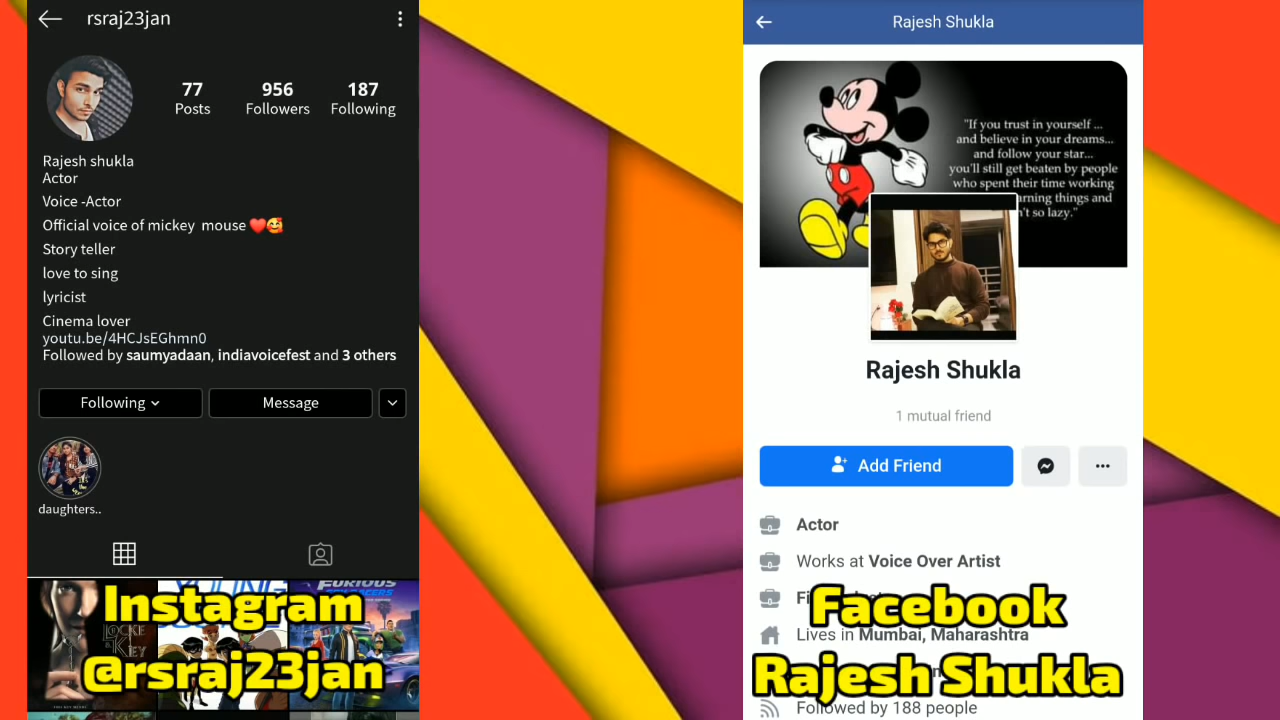 rsraj23jan
77
956
187
Posts
Followers
Following
Rajesh shukla
Actor
Voice -Actor
Official voice of mickey mouse ❤️🥰
Story teller
love to sing
lyricist
Cinema lover
youtu.be/4HCJsEGhmn0
Followed by saumyadaan, indiavoicefest and 3 others
Following
Message
daughters..
LOCKE
& KEY
FURIOUS
Instagram
@rsraj23jan
Rajesh Shukla
"If you trust in yourself ...
and believe in your dreams...
and follow your star...
you'll still get beaten by people
who spent their time working
Rajesh Shukla
1 mutual friend
Add Friend
Actor
Works at Voice Over Artist
Lives in Mumbai, Maharashtra
Facebook
Rajesh Shukla
Followed by 188 people